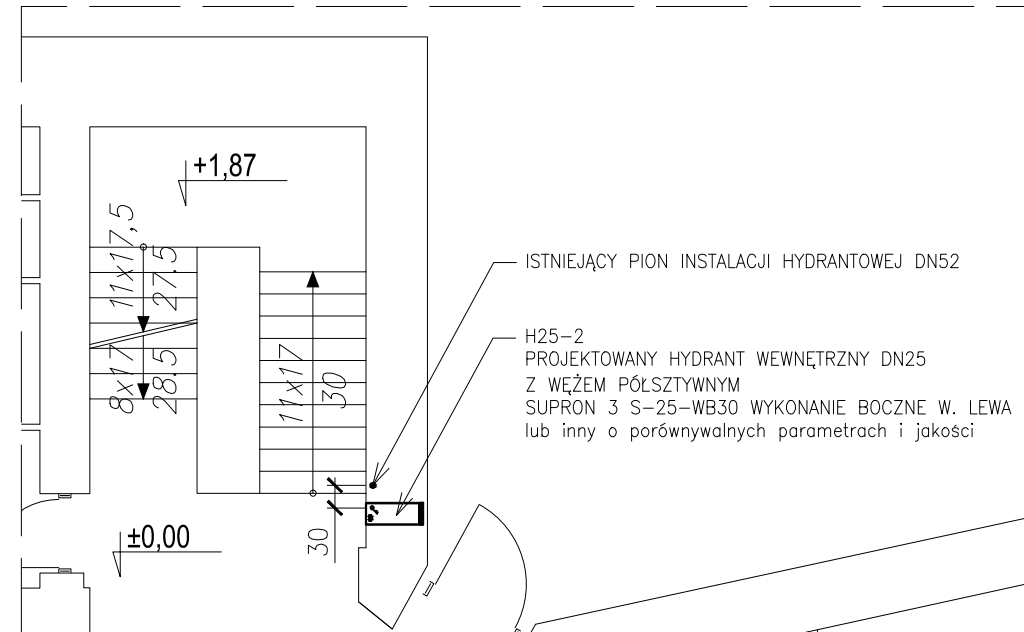 +1,87
11x17,5
27.5
8x17
28.5
11x17
30
ISTNIEJĄCY PION INSTALACJI HYDRANTOWEJ DN52
H25-2
PROJEKTOWANY HYDRANT WEWNĘTRZNY DN25
Z WĘŻEM PÓŁSZTYWNYM
SUPRON 3 S-25-WB30 WYKONANIE BOCZNE W. LEWA
lub inny o porównywalnych parametrach i jakości
±0,00
30